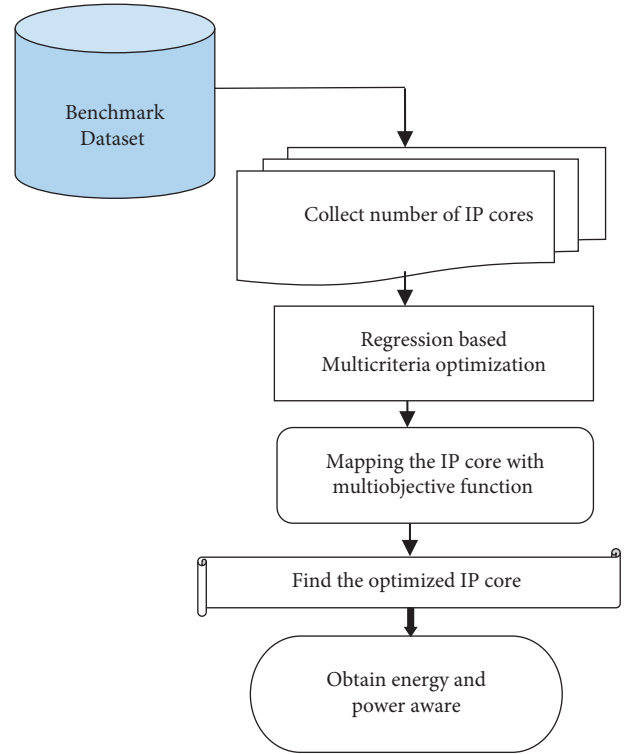 Benchmark
Dataset
Collect number of IP cores
Regression based
Multicriteria optimization
Mapping the IP core with
multiobjective function
Find the optimized IP core
Obtain energy and
power aware